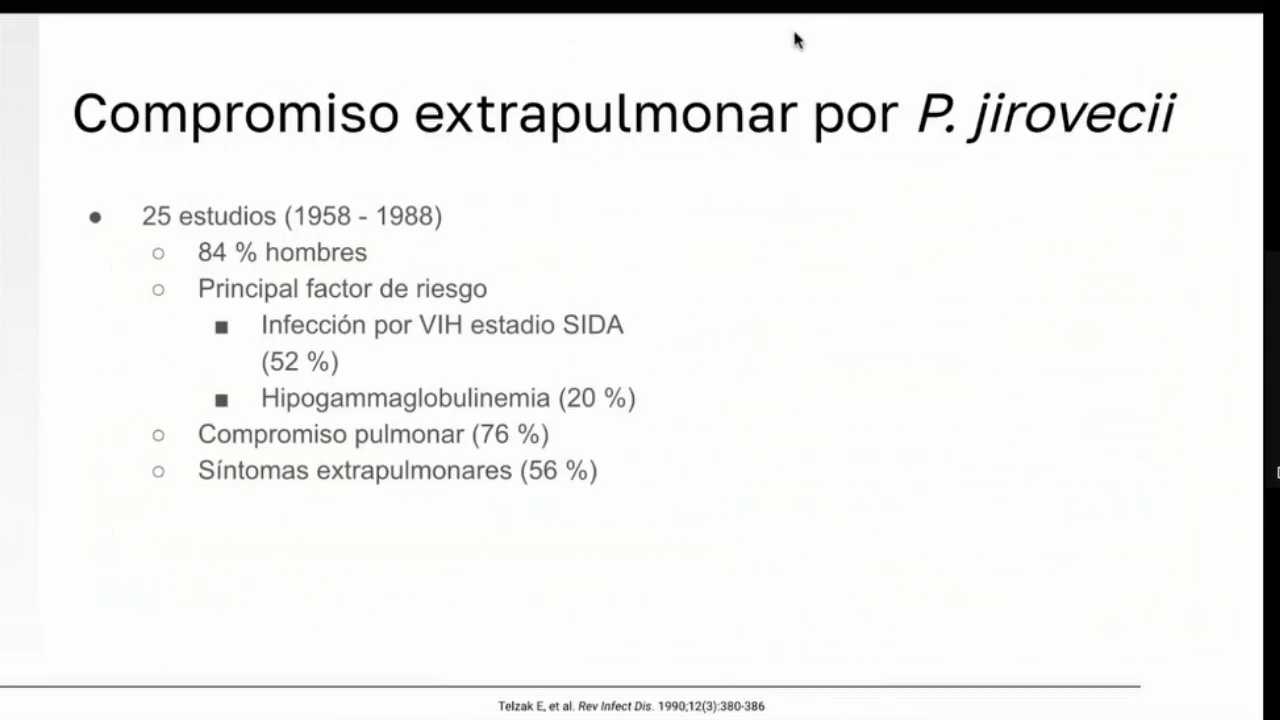 Compromiso extrapulmonar por P. jirovecii
● 25 estudios (1958 - 1988)
○ 84 % hombres
○ Principal factor de riesgo
■ Infección por VIH estadio SIDA
(52 %)
■ Hipogammaglobulinemia (20 %)
○ Compromiso pulmonar (76 %)
○ Síntomas extrapulmonares (56 %)
Telzak E, et al. Rev Infect Dis. 1990;12(3):380-386